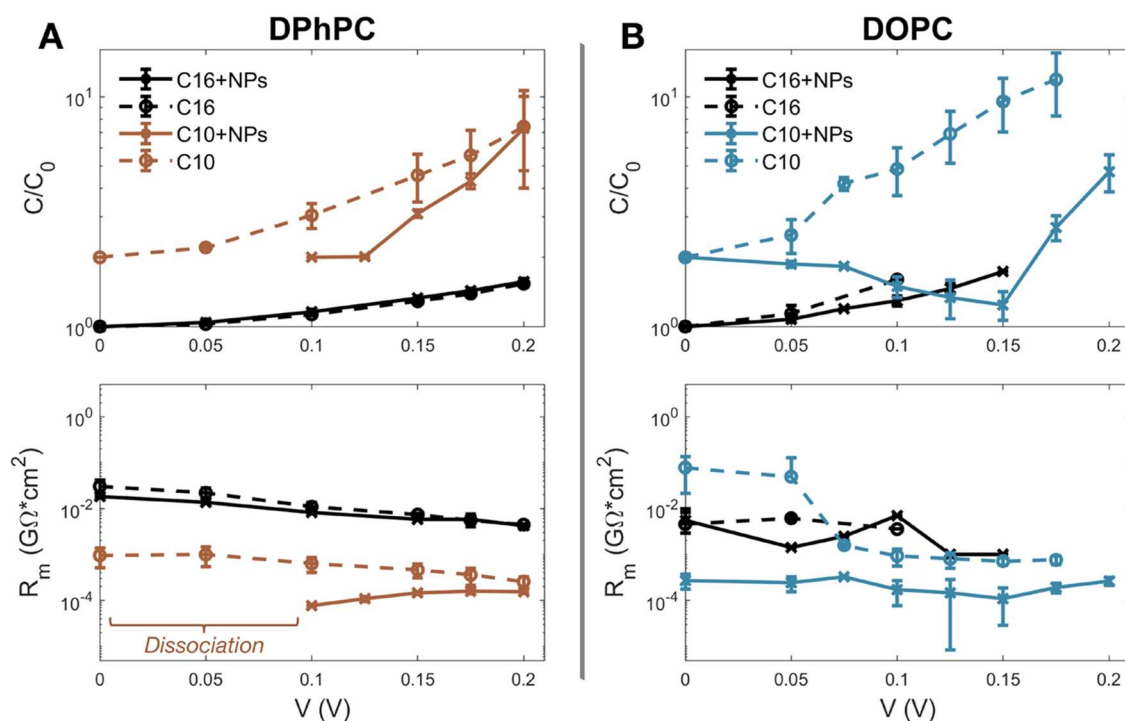 A
DPhPC
B
DOPC
C16+NPs
C16
C10+NPs
C10
C/C₀
10¹
10⁰
0 0.05 0.1 0.15 0.2
C16+NPs
C16
C10+NPs
C10
C/C₀
10¹
10⁰
0 0.05 0.1 0.15 0.2
Rₘ (GΩ*cm²)
10⁰
10⁻²
10⁻⁴
Dissociation
0 0.05 0.1 0.15 0.2
V (V)
Rₘ (GΩ*cm²)
10⁰
10⁻²
10⁻⁴
0 0.05 0.1 0.15 0.2
V (V)